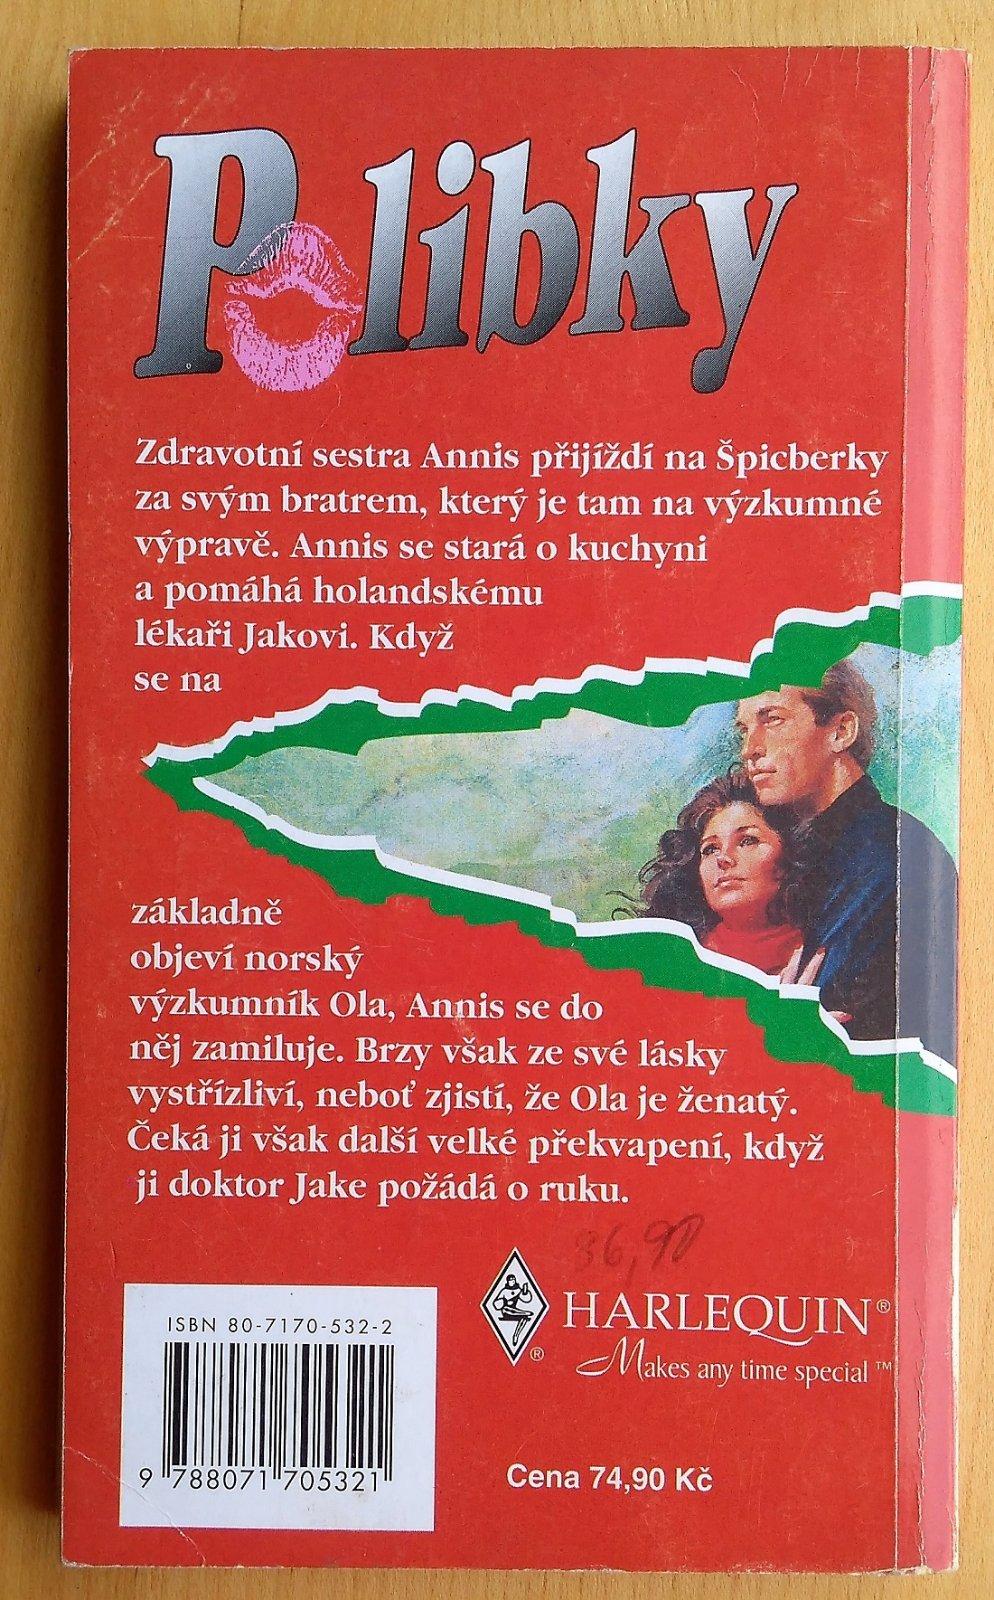 Polibky
Zdravotní sestra Annis přijíždí na Špicberky
za svým bratrem, který je tam na výzkumné
výpravě. Annis se stará o kuchyni
a pomáhá holandskému
lékaři Jakovi. Když
se na
základně
objeví norský
výzkumník Ola, Annis se do
něj zamiluje. Brzy však ze své lásky
vystřízliví, neboť zjistí, že Ola je ženatý.
Čeká ji však další velké překvapení, když
ji doktor Jake požádá o ruku.
36,90
HARLEQUIN®
®
Makes any time special™
ISBN 80-7170-532-2
9 788071 705321
Cena 74,90 Kč